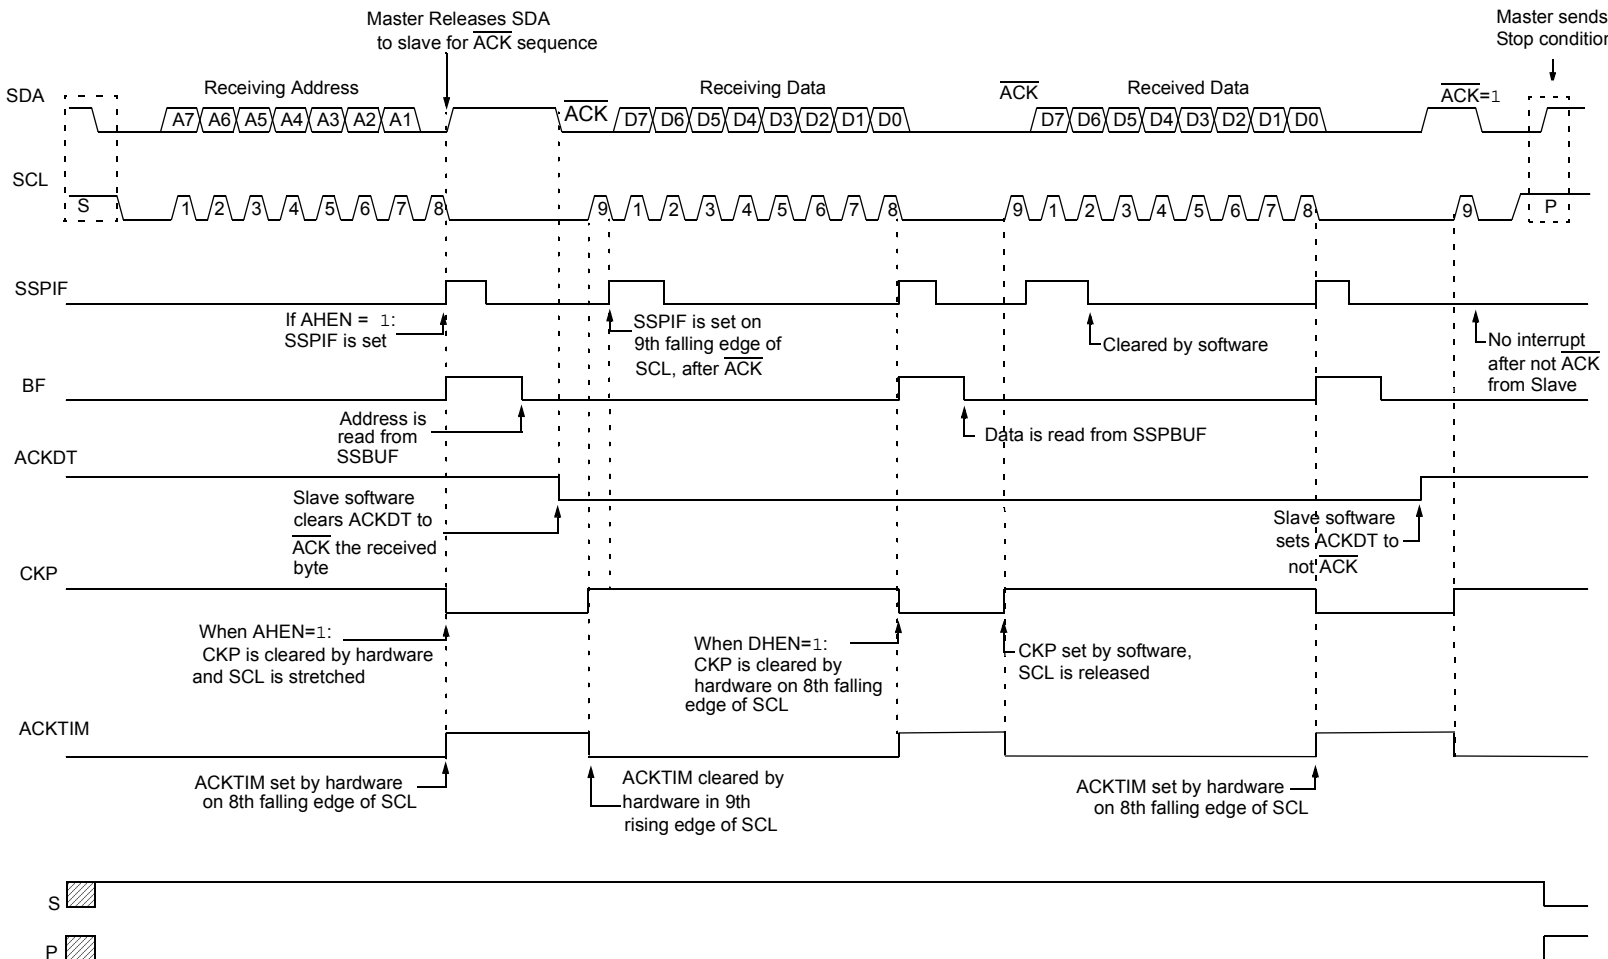 Master Releases SDA
to slave for ACK sequence
Master sends
Stop condition
SDA
Receiving Address
ACK
Receiving Data
ACK
Received Data
ACK=1
A7 A6 A5 A4 A3 A2 A1
D7 D6 D5 D4 D3 D2 D1 D0
D7 D6 D5 D4 D3 D2 D1 D0
SCL
S
1 2 3 4 5 6 7 8
9 1 2 3 4 5 6 7 8
9 1 2 3 4 5 6 7 8
9
P
SSPIF
If AHEN = 1:
SSPIF is set
SSPIF is set on
9th falling edge of
SCL, after ACK
Cleared by software
No interrupt
after not ACK
from Slave
BF
Address is
read from
SSBUF
Data is read from SSPBUF
ACKDT
Slave software
clears ACKDT to
ACK the received
byte
Slave software
sets ACKDT to
not ACK
CKP
When AHEN=1:
CKP is cleared by hardware
and SCL is stretched
When DHEN=1:
CKP is cleared by
hardware on 8th falling
edge of SCL
CKP set by software,
SCL is released
ACKTIM
ACKTIM set by hardware
on 8th falling edge of SCL
ACKTIM cleared by
hardware in 9th
rising edge of SCL
ACKTIM set by hardware
on 8th falling edge of SCL
S
P